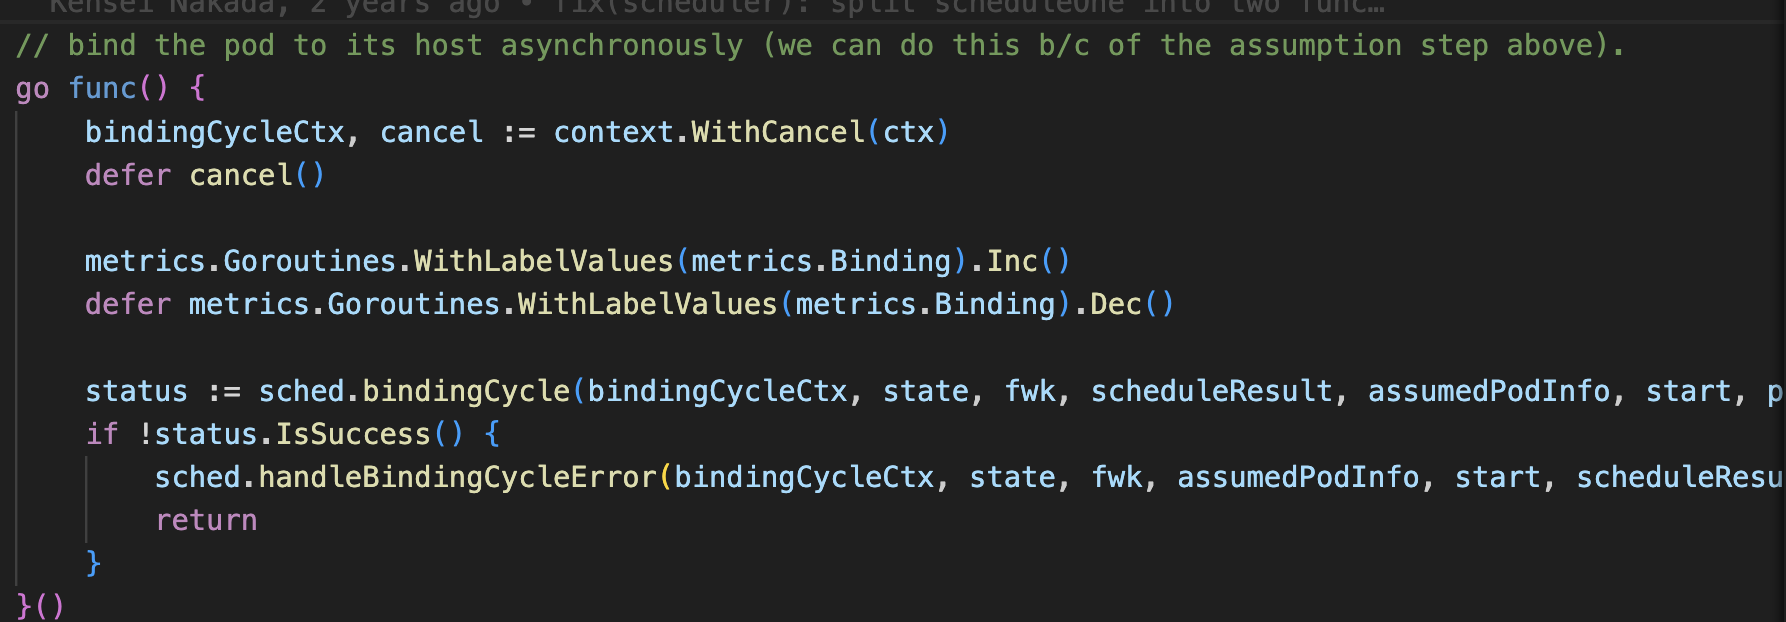 Kensei Nakada, 2 years ago • fix(scheduler): split scheduleOne into two func…
// bind the pod to its host asynchronously (we can do this b/c of the assumption step above).
go func() {
    bindingCycleCtx, cancel := context.WithCancel(ctx)
    defer cancel()

    metrics.Goroutines.WithLabelValues(metrics.Binding).Inc()
    defer metrics.Goroutines.WithLabelValues(metrics.Binding).Dec()

    status := sched.bindingCycle(bindingCycleCtx, state, fwk, scheduleResult, assumedPodInfo, start, p
    if !status.IsSuccess() {
        sched.handleBindingCycleError(bindingCycleCtx, state, fwk, assumedPodInfo, start, scheduleResu
        return
    }
}()